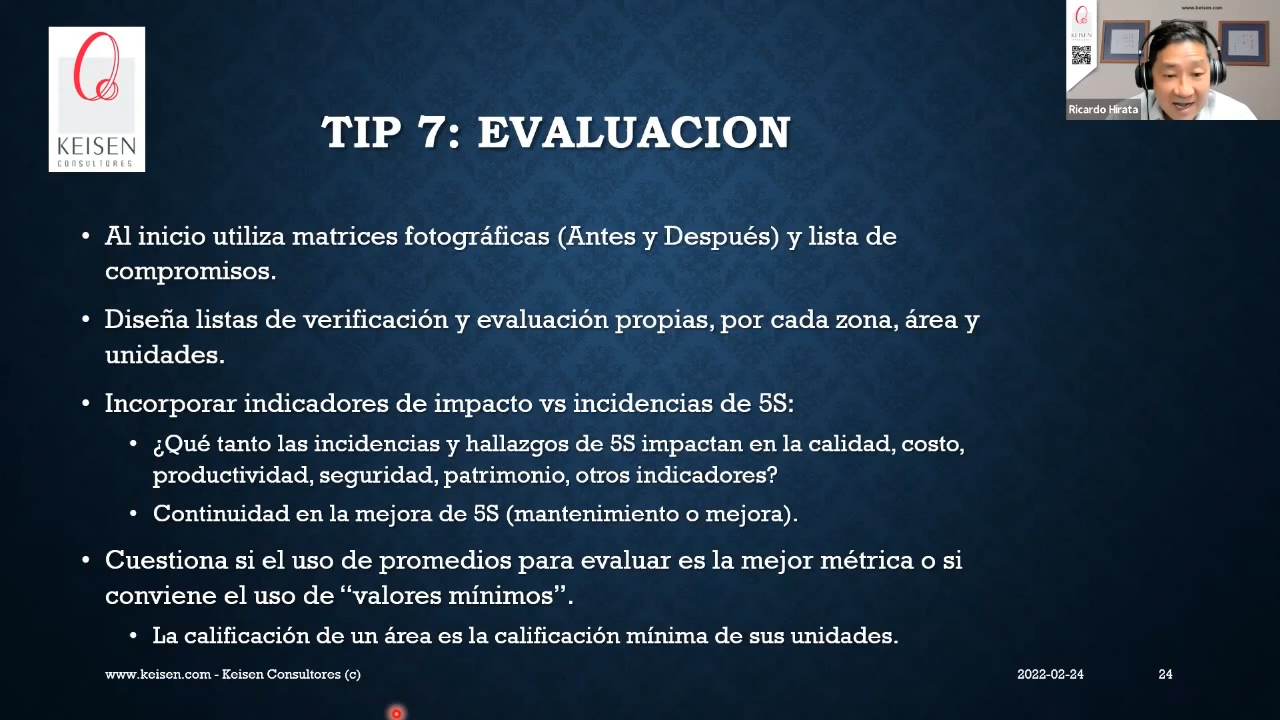 www.keisen.com
KEISEN
CONSULTORES
Ricardo Hirata
TIP 7: EVALUACION
• Al inicio utiliza matrices fotográficas (Antes y Después) y lista de
compromisos.
• Diseña listas de verificación y evaluación propias, por cada zona, área y
unidades.
• Incorporar indicadores de impacto vs incidencias de 5S:
• ¿Qué tanto las incidencias y hallazgos de 5S impactan en la calidad, costo,
productividad, seguridad, patrimonio, otros indicadores?
• Continuidad en la mejora de 5S (mantenimiento o mejora).
• Cuestiona si el uso de promedios para evaluar es la mejor métrica o si
conviene el uso de “valores mínimos”.
• La calificación de un área es la calificación mínima de sus unidades.
www.keisen.com - Keisen Consultores (c)
2022-02-24
24